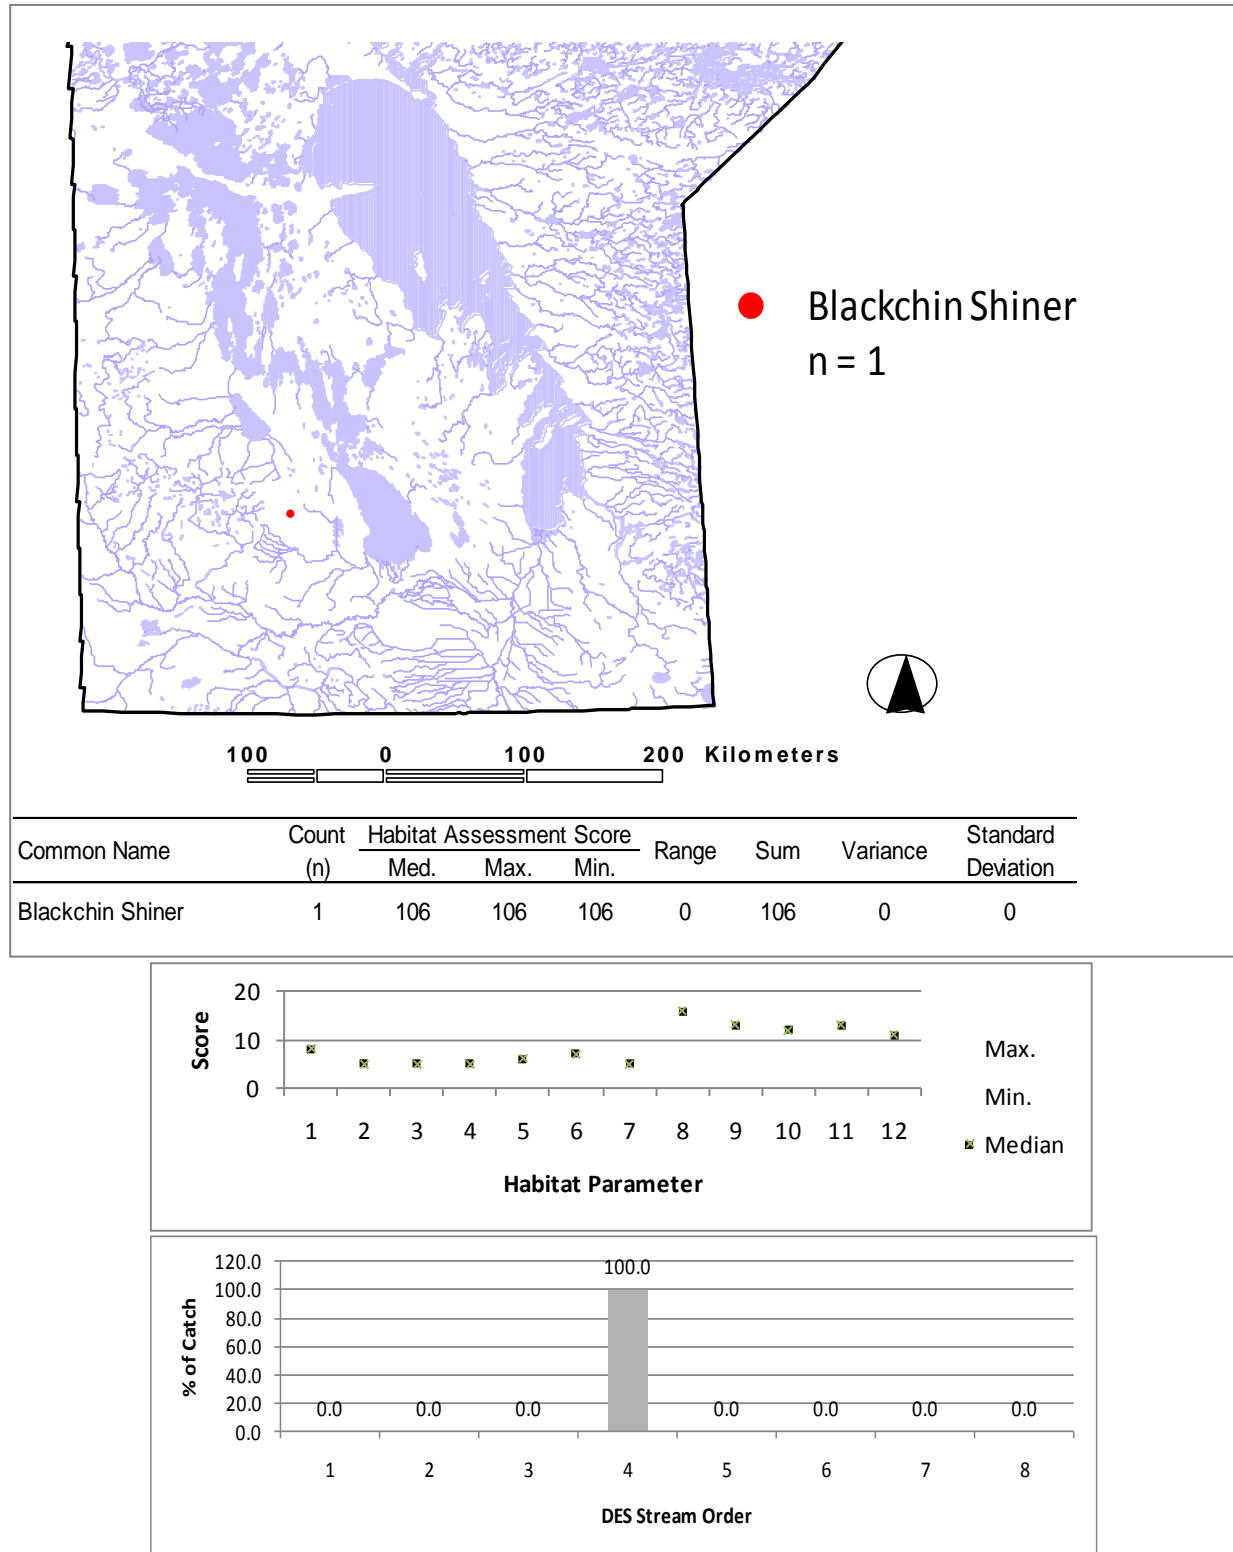 Blackchin Shiner
n = 1
100 0 100 200 Kilometers
Common Name Count (n) Habitat Assessment Score Range Sum Variance Standard Deviation
Med. Max. Min.
Blackchin Shiner 1 106 106 106 0 106 0 0
20
10
0
Score
1 2 3 4 5 6 7 8 9 10 11 12
Habitat Parameter
Max.
Min.
Median
120.0
100.0
80.0
60.0
40.0
20.0
0.0
% of Catch
0.0 0.0 0.0 100.0 0.0 0.0 0.0 0.0
1 2 3 4 5 6 7 8
DES Stream Order